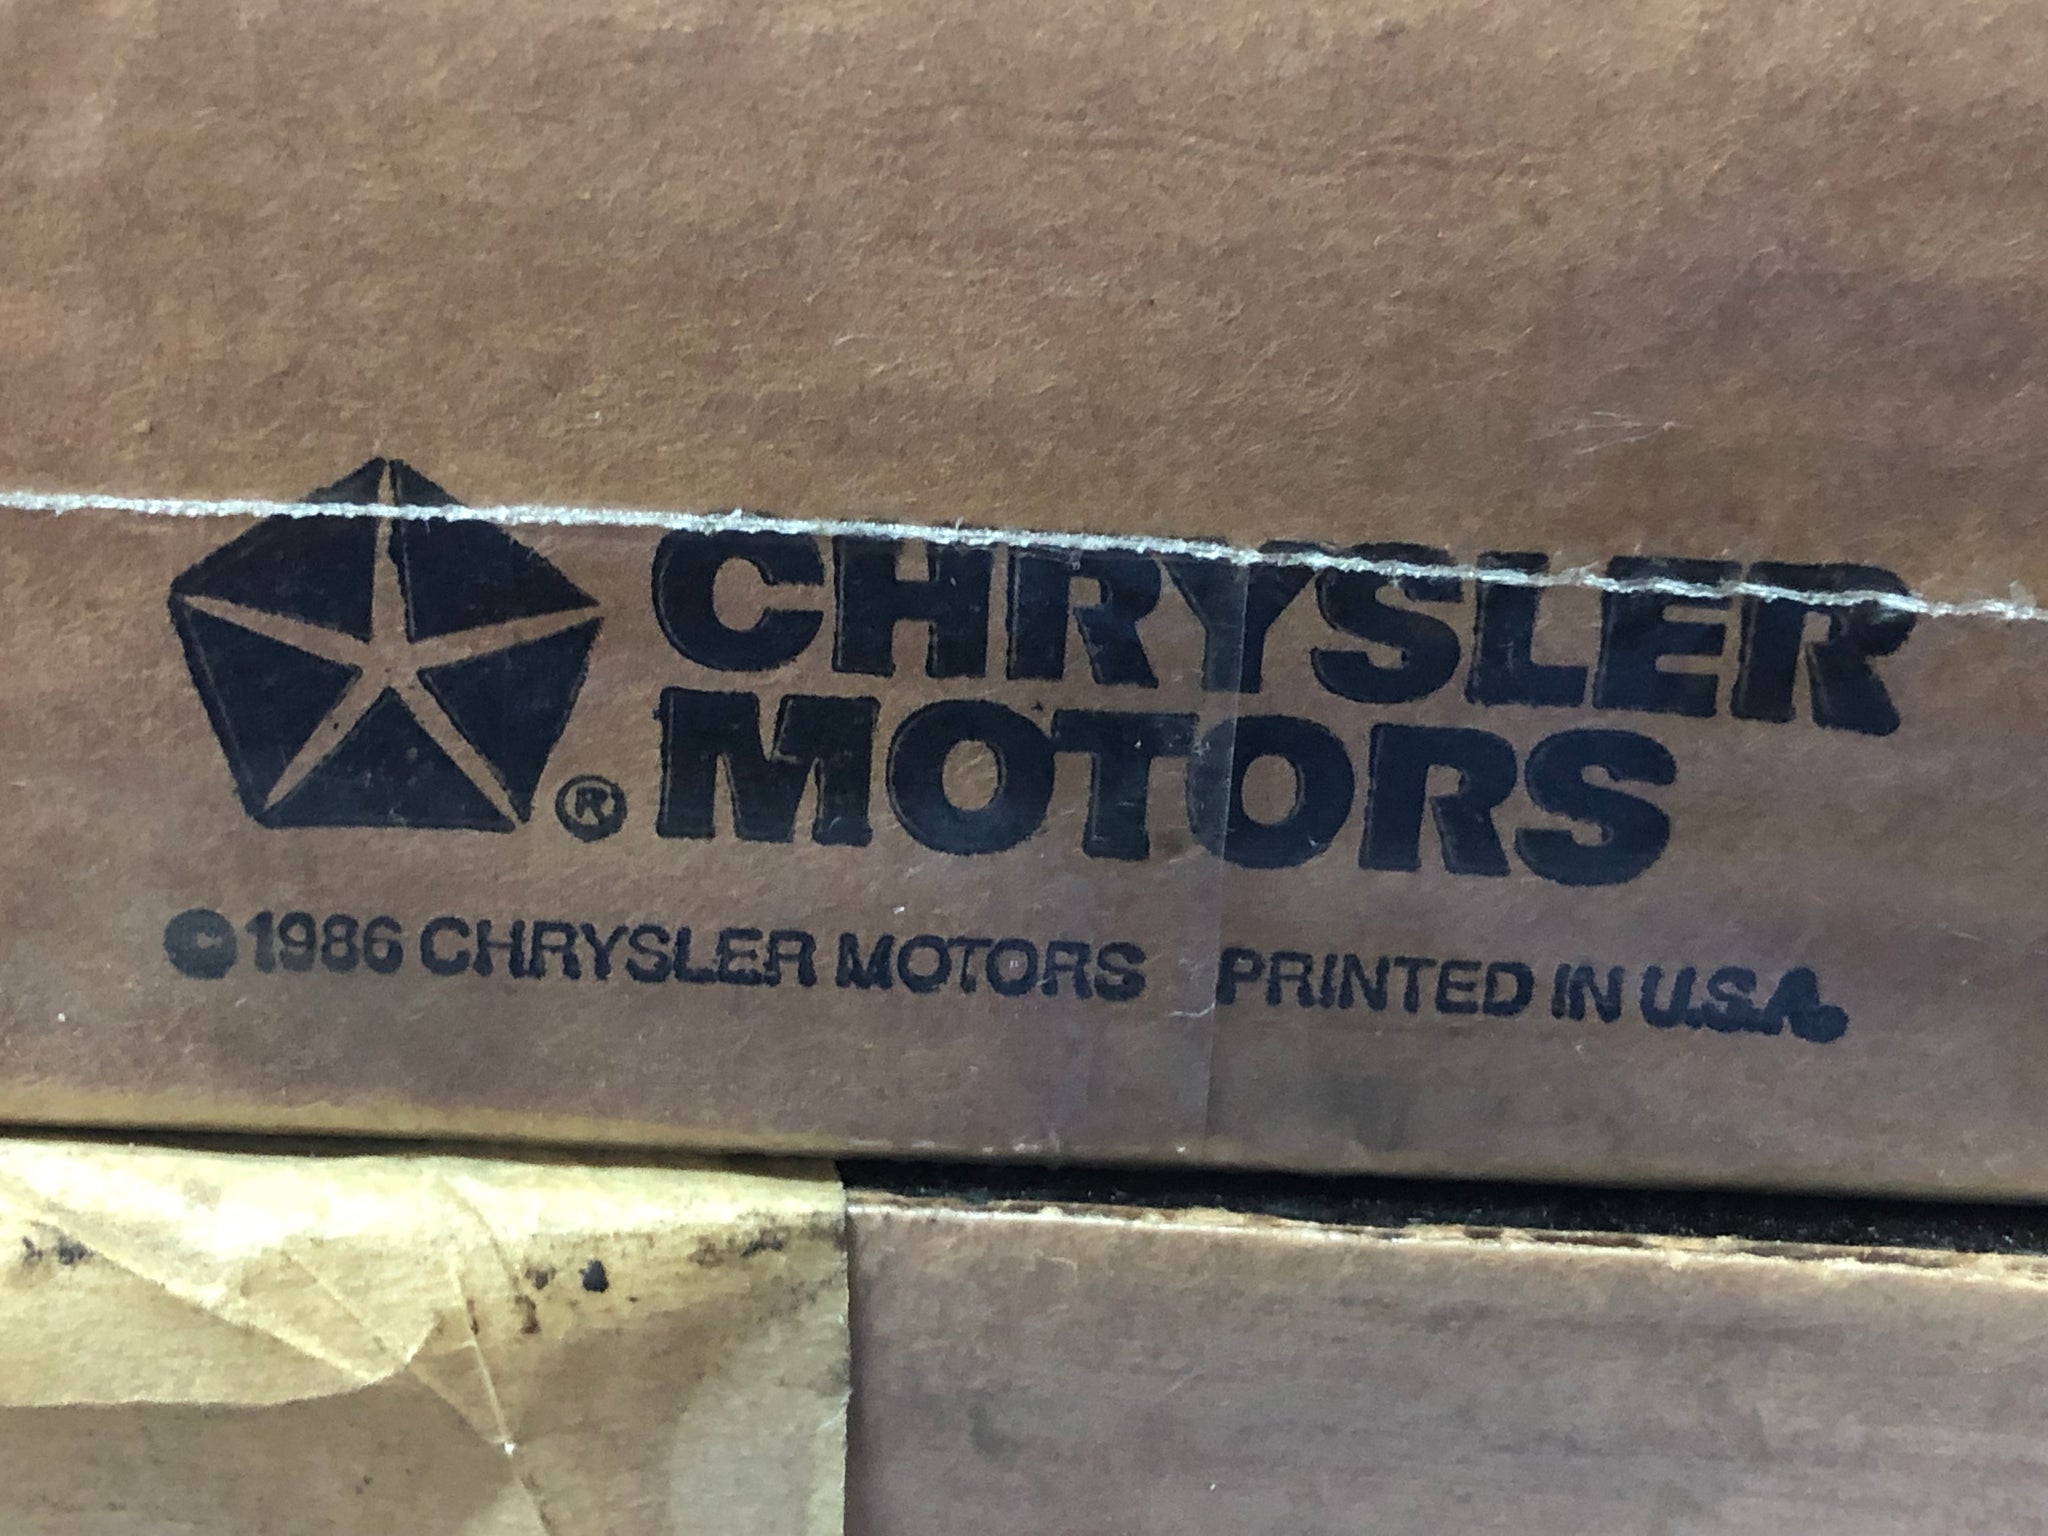 CHRYSLER
® MOTORS
© 1986 CHRYSLER MOTORS PRINTED IN U.S.A.